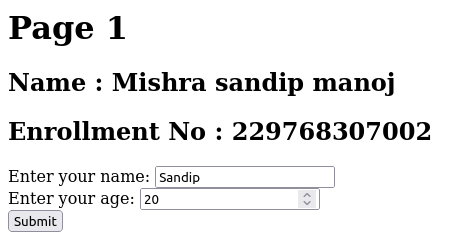 Page 1
Name : Mishra sandip manoj
Enrollment No : 229768307002
Enter your name: Sandip
Enter your age: 20
Submit